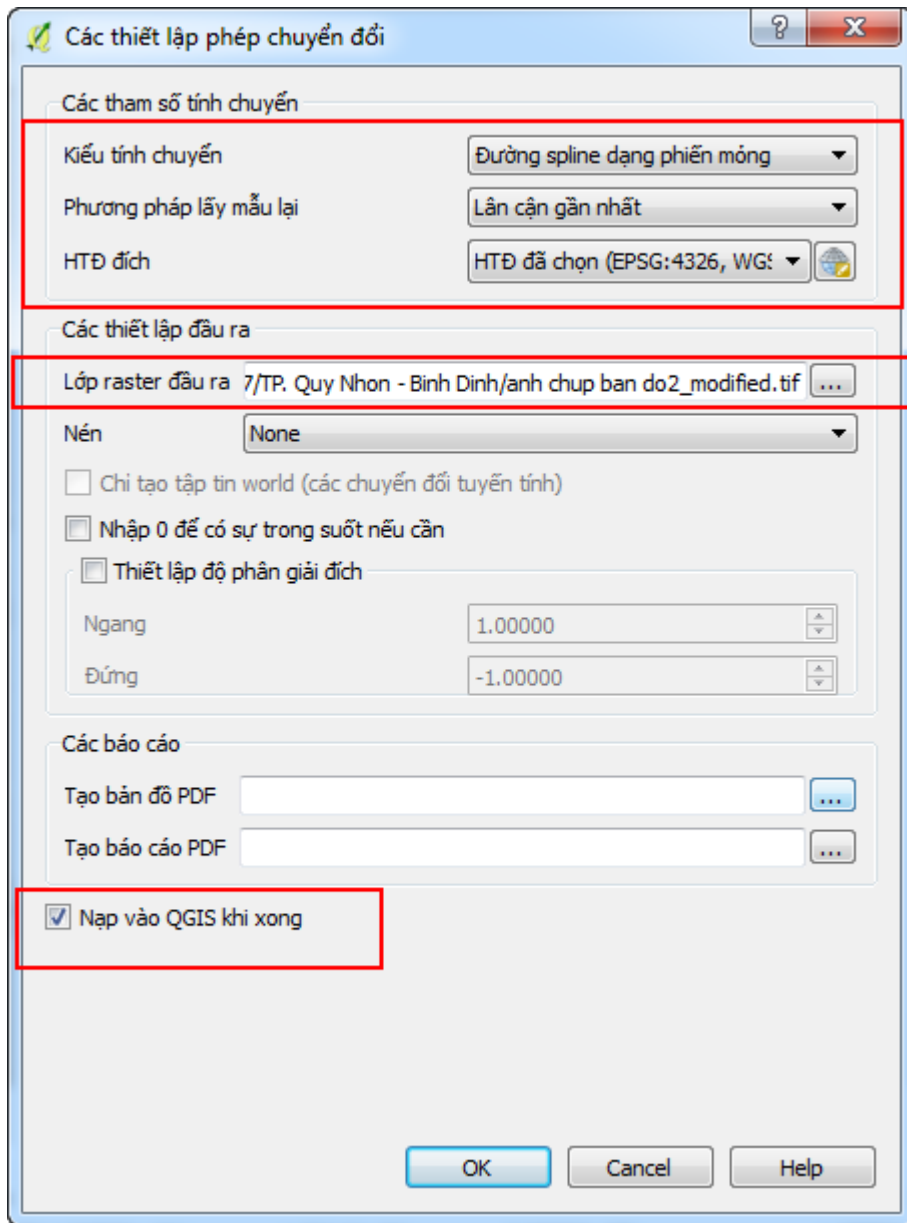 Các thiết lập phép chuyển đổi
Các tham số tính chuyển
Kiểu tính chuyển Đường spline dạng phiến mỏng
Phương pháp lấy mẫu lại Lân cận gần nhất
HTĐ đích HTĐ đã chọn (EPSG:4326, WGS
Các thiết lập đầu ra
Lớp raster đầu ra 7/TP. Quy Nhon - Binh Dinh/anh chup ban do2_modified.tif ...
Nén None
Chỉ tạo tập tin world (các chuyển đổi tuyến tính)
Nhập 0 để có sự trong suốt nếu cần
Thiết lập độ phân giải đích
Ngang 1.00000
Đứng -1.00000
Các báo cáo
Tạo bản đồ PDF ...
Tạo báo cáo PDF ...
Nạp vào QGIS khi xong
OK Cancel Help